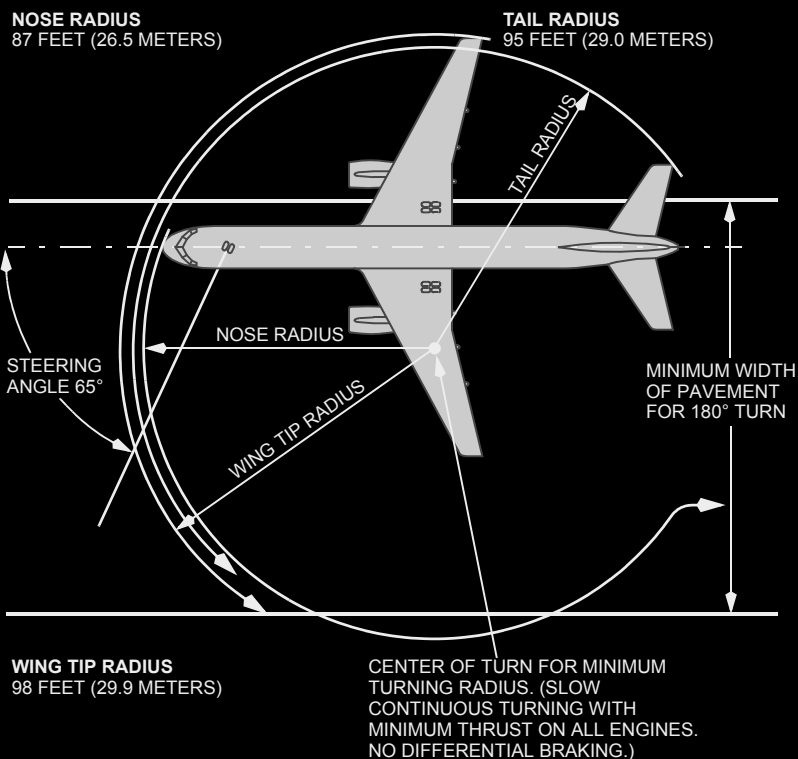 NOSE RADIUS
87 FEET (26.5 METERS)
TAIL RADIUS
95 FEET (29.0 METERS)
TAIL RADIUS
NOSE RADIUS
STEERING
ANGLE 65°
WING TIP RADIUS
MINIMUM WIDTH
OF PAVEMENT
FOR 180° TURN
WING TIP RADIUS
98 FEET (29.9 METERS)
CENTER OF TURN FOR MINIMUM
TURNING RADIUS. (SLOW
CONTINUOUS TURNING WITH
MINIMUM THRUST ON ALL ENGINES.
NO DIFFERENTIAL BRAKING.)